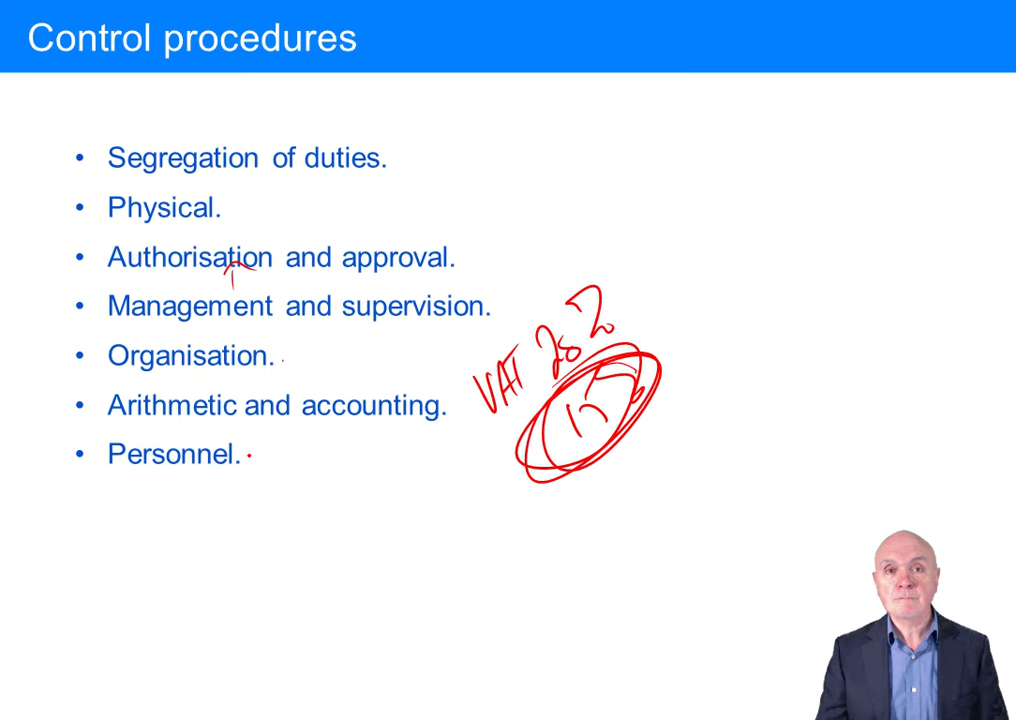 Control procedures
• Segregation of duties.
• Physical.
• Authorisation and approval.
• Management and supervision.
• Organisation.
• Arithmetic and accounting.
• Personnel.
VAT